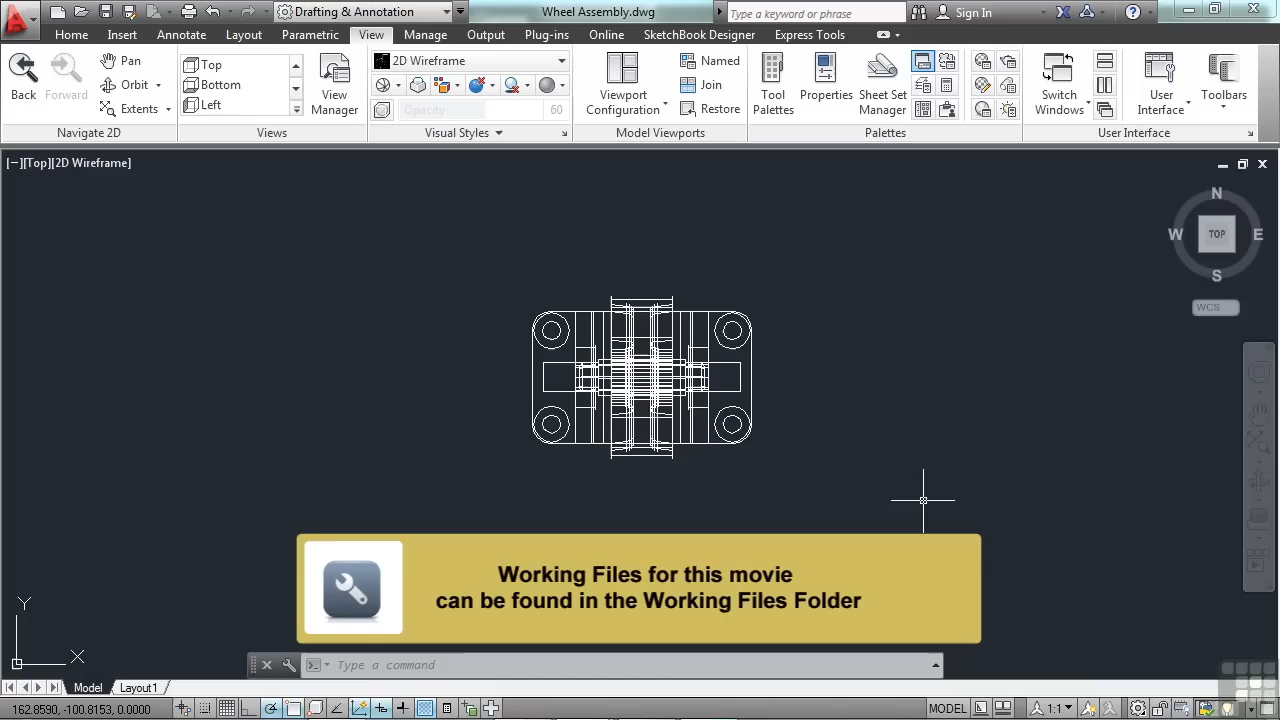 Drafting & Annotation
Wheel Assembly.dwg
Type a keyword or phrase
Sign In
Home Insert Annotate Layout Parametric View Manage Output Plug-ins Online SketchBook Designer Express Tools
Back
Forward
Pan
Orbit
Extents
Navigate 2D
Top
Bottom
Left
View
Manager
Views
2D Wireframe
Opacity 60
Visual Styles
Viewport
Configuration
Named
Join
Restore
Model Viewports
Tool
Palettes
Properties
Sheet Set
Manager
Palettes
Switch
Windows
User
Interface
Toolbars
User Interface
[−][Top][2D Wireframe]
N
W TOP E
S
WCS
Working Files for this movie
can be found in the Working Files Folder
Y
X
Type a command
Model Layout1
162.8590, -100.8153, 0.0000
MODEL
1:1